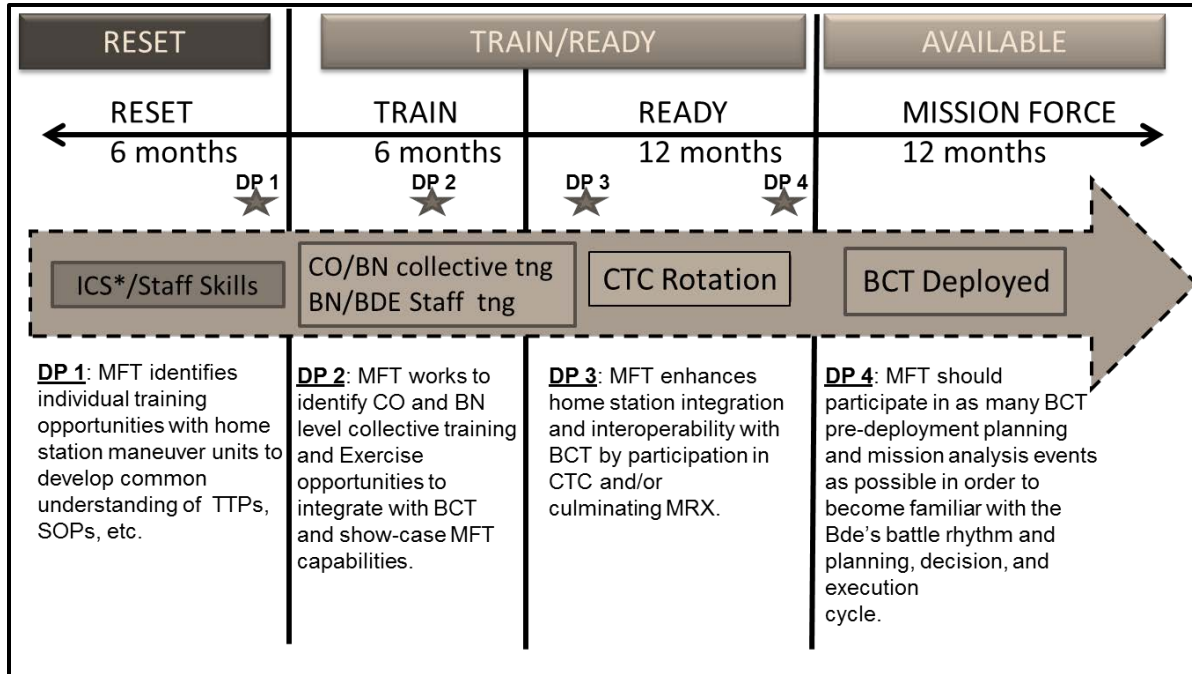 RESET
TRAIN/READY
AVAILABLE
RESET
TRAIN
READY
MISSION FORCE
6 months
6 months
12 months
12 months
DP 1
DP 2
DP 3
DP 4
ICS*/Staff Skills
CO/BN collective tng
BN/BDE Staff tng
CTC Rotation
BCT Deployed
DP 1: MFT identifies
individual training
opportunities with home
station maneuver units to
develop common
understanding of TTPs,
SOPs, etc.
DP 2: MFT works to
identify CO and BN
level collective training
and Exercise
opportunities to
integrate with BCT
and show-case MFT
capabilities.
DP 3: MFT enhances
home station integration
and interoperability with
BCT by participation in
CTC and/or
culminating MRX.
DP 4: MFT should
participate in as many BCT
pre-deployment planning
and mission analysis events
as possible in order to
become familiar with the
Bde's battle rhythm and
planning, decision, and
execution
cycle.